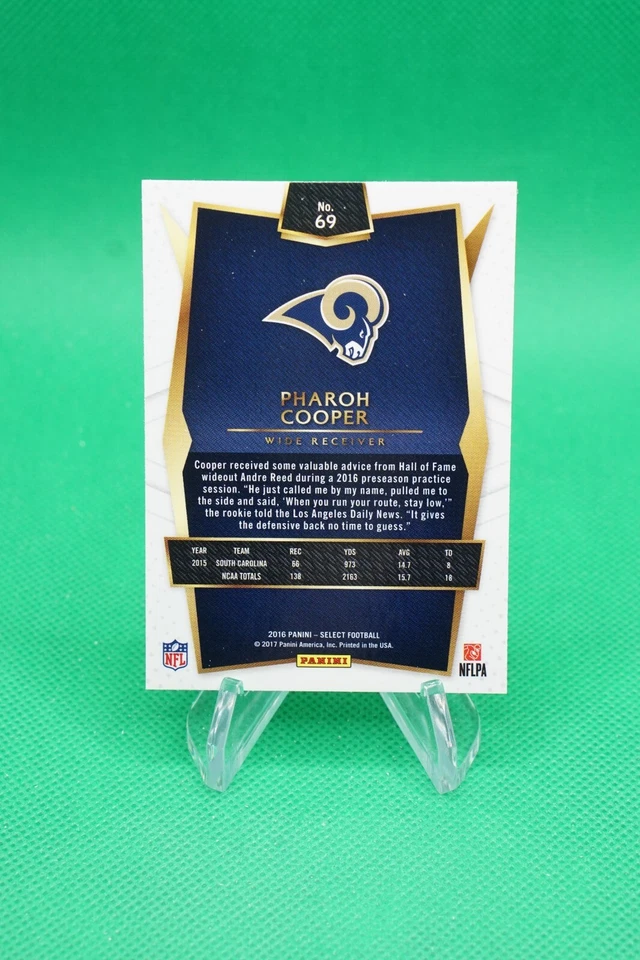 No.
69
PHAROH
COOPER
WIDE RECEIVER
Cooper received some valuable advice from Hall of Fame
wideout Andre Reed during a 2016 preseason practice
session. “He just called me by my name, pulled me to
the side and said, ‘When you run your route, stay low,’”
the rookie told the Los Angeles Daily News. “It gives
the defensive back no time to guess.”
YEAR TEAM REC YDS AVG TD
2015 SOUTH CAROLINA 66 973 14.7 8
NCAA TOTALS 138 2163 15.7 18
2016 PANINI – SELECT FOOTBALL
© 2017 Panini America, Inc. Printed in the USA.
NFL
PANINI
NFLPA